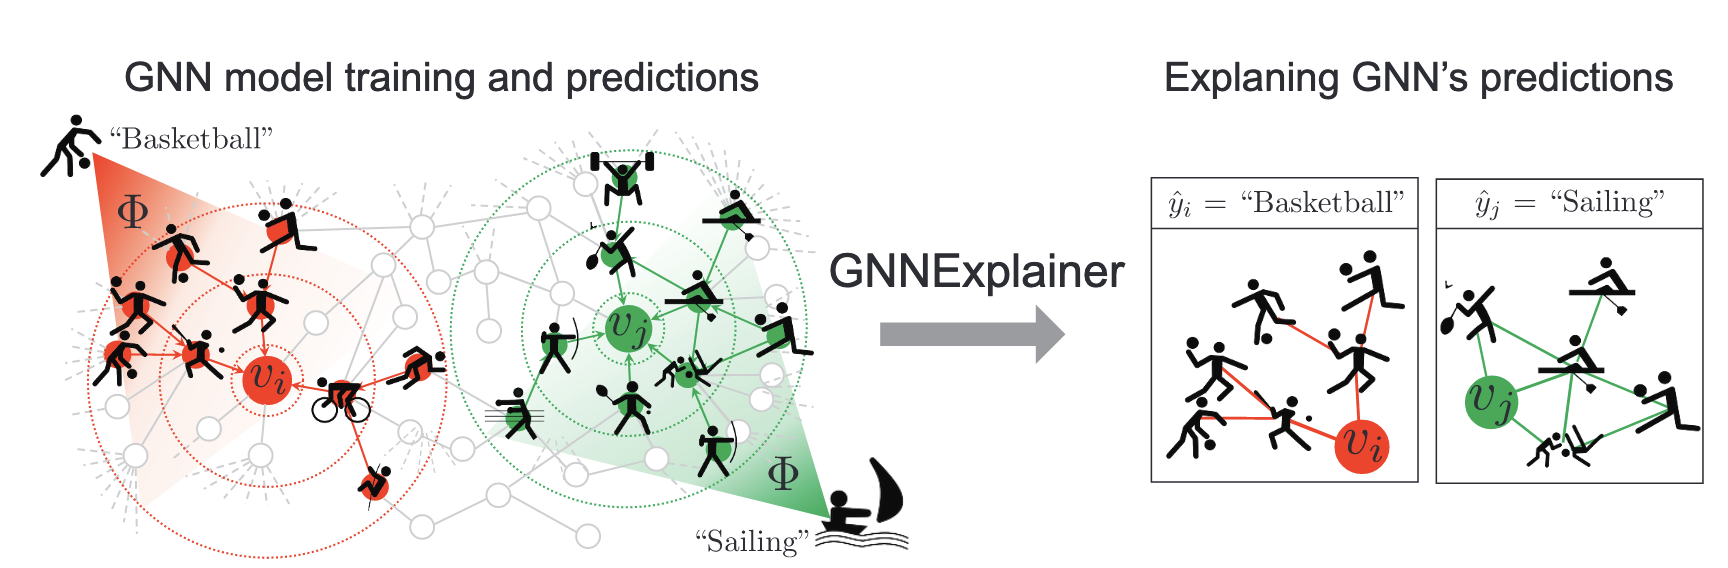 GNN model training and predictions
Explaning GNN's predictions
“Basketball”
Φ
v_i
v_j
Φ
“Sailing”
GNNExplainer
ŷ_i = “Basketball”
v_i
ŷ_j = “Sailing”
v_j